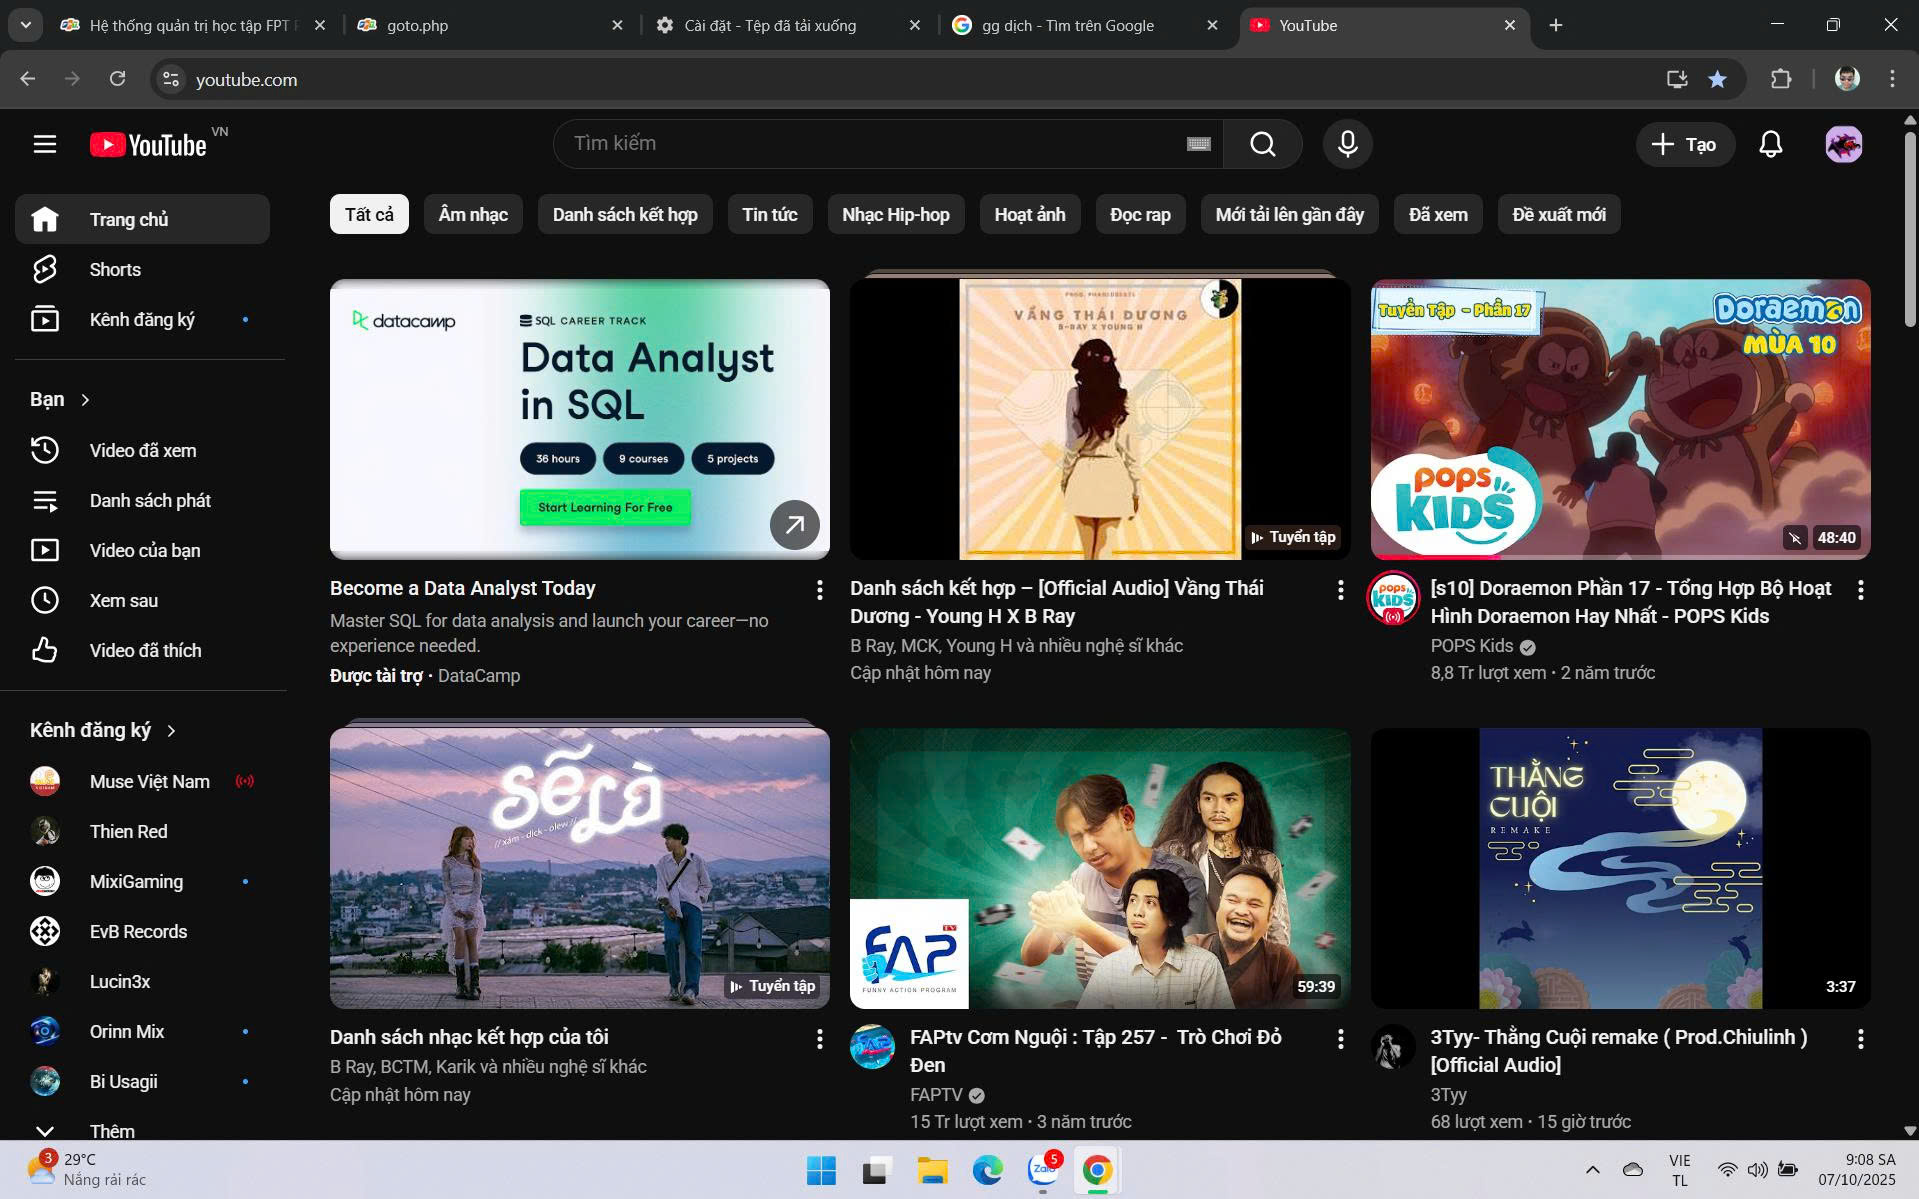 Hệ thống quản trị học tập FPT P
goto.php
Cài đặt - Tệp đã tải xuống
gg dịch - Tìm trên Google
YouTube
youtube.com
YouTube VN
Tìm kiếm
Tạo
Trang chủ
Shorts
Kênh đăng ký
Bạn
Video đã xem
Danh sách phát
Video của bạn
Xem sau
Video đã thích
Kênh đăng ký
Muse Việt Nam
Thien Red
MixiGaming
EvB Records
Lucin3x
Orinn Mix
Bi Usagii
Thêm
Tất cả
Âm nhạc
Danh sách kết hợp
Tin tức
Nhạc Hip-hop
Hoạt ảnh
Đọc rap
Mới tải lên gần đây
Đã xem
Đề xuất mới
datacamp
SQL CAREER TRACK
Data Analyst
in SQL
36 hours
9 courses
5 projects
Start Learning For Free
Become a Data Analyst Today
Master SQL for data analysis and launch your career—no
experience needed.
Được tài trợ · DataCamp
VẦNG THÁI DƯƠNG
B-RAY X YOUNG H
Tuyển tập
Danh sách kết hợp – [Official Audio] Vầng Thái
Dương - Young H X B Ray
B Ray, MCK, Young H và nhiều nghệ sĩ khác
Cập nhật hôm nay
Tuyển Tập - Phần 17
Doraemon
MÙA 10
POPS
KIDS
48:40
POPS
KIDS
[s10] Doraemon Phần 17 - Tổng Hợp Bộ Hoạt
Hình Doraemon Hay Nhất - POPS Kids
POPS Kids
8,8 Tr lượt xem · 2 năm trước
sẽ là
// xám - dick - olew //
Tuyển tập
Danh sách nhạc kết hợp của tôi
B Ray, BCTM, Karik và nhiều nghệ sĩ khác
Cập nhật hôm nay
FAP TV
FUNNY ACTION PROGRAM
59:39
FAPtv Cơm Nguội : Tập 257 - Trò Chơi Đỏ
Đen
FAPTV
15 Tr lượt xem · 3 năm trước
THẰNG
CUỘI
REMAKE
3:37
3Tyy- Thằng Cuội remake ( Prod.Chiulinh )
[Official Audio]
3Tyy
68 lượt xem · 15 giờ trước
3
29°C
Nắng rải rác
Zalo
5
VIE
TL
9:08 SA
07/10/2025